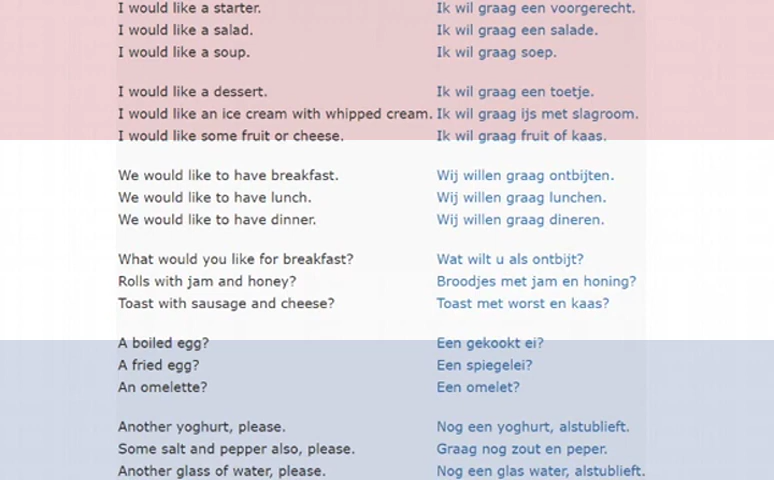 I would like a starter. Ik wil graag een voorgerecht.
I would like a salad. Ik wil graag een salade.
I would like a soup. Ik wil graag soep.
I would like a dessert. Ik wil graag een toetje.
I would like an ice cream with whipped cream. Ik wil graag ijs met slagroom.
I would like some fruit or cheese. Ik wil graag fruit of kaas.
We would like to have breakfast. Wij willen graag ontbijten.
We would like to have lunch. Wij willen graag lunchen.
We would like to have dinner. Wij willen graag dineren.
What would you like for breakfast? Wat wilt u als ontbijt?
Rolls with jam and honey? Broodjes met jam en honing?
Toast with sausage and cheese? Toast met worst en kaas?
A boiled egg? Een gekookt ei?
A fried egg? Een spiegelei?
An omelette? Een omelet?
Another yoghurt, please. Nog een yoghurt, alstublieft.
Some salt and pepper also, please. Graag nog zout en peper.
Another glass of water, please. Nog een glas water, alstublieft.